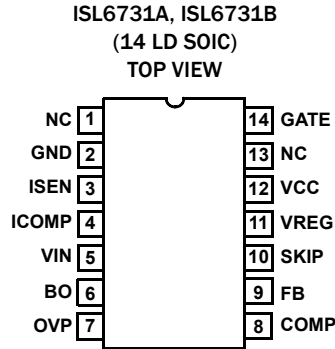 ISL6731A, ISL6731B
(14 LD SOIC)
TOP VIEW
NC 1
GND 2
ISEN 3
ICOMP 4
VIN 5
BO 6
OVP 7
14 GATE
13 NC
12 VCC
11 VREG
10 SKIP
9 FB
8 COMP